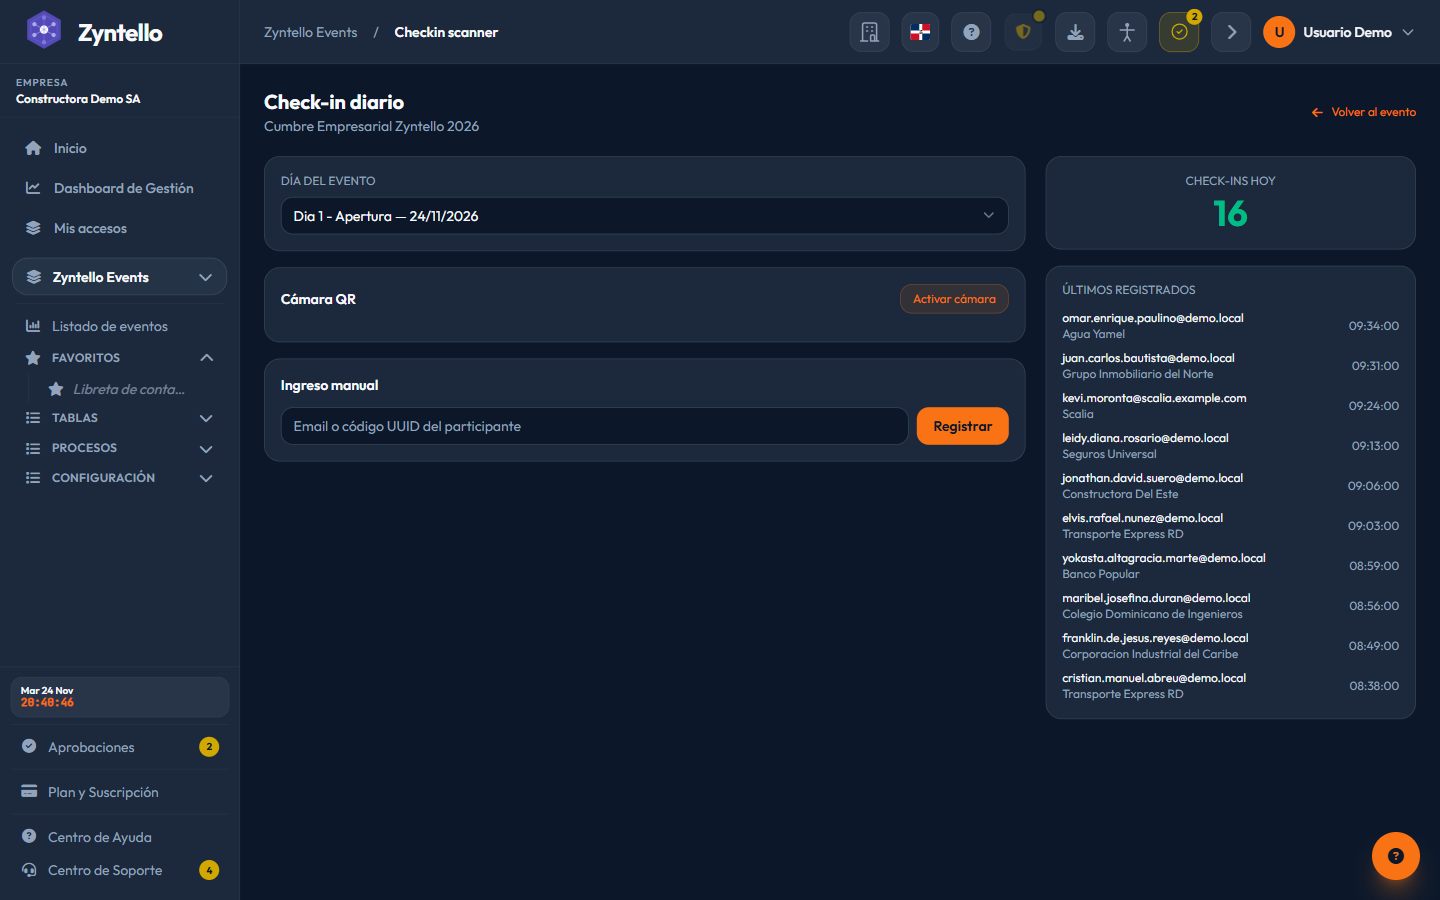 Zyntello
Zyntello Events / Checkin scanner
2
U
Usuario Demo
EMPRESA
Constructora Demo SA
Inicio
Dashboard de Gestión
Mis accesos
Zyntello Events
Listado de eventos
FAVORITOS
Libreta de conta...
TABLAS
PROCESOS
CONFIGURACIÓN
Mar 24 Nov
20:40:46
Aprobaciones 2
Plan y Suscripción
Centro de Ayuda
Centro de Soporte 4
Check-in diario
Cumbre Empresarial Zyntello 2026
← Volver al evento
DÍA DEL EVENTO
Dia 1 - Apertura — 24/11/2026
Cámara QR
Activar cámara
Ingreso manual
Email o código UUID del participante
Registrar
CHECK-INS HOY
16
ÚLTIMOS REGISTRADOS
omar.enrique.paulino@demo.local
Agua Yamel
09:34:00
juan.carlos.bautista@demo.local
Grupo Inmobiliario del Norte
09:31:00
kevi.moronta@scalia.example.com
Scalia
09:24:00
leidy.diana.rosario@demo.local
Seguros Universal
09:13:00
jonathan.david.suero@demo.local
Constructora Del Este
09:06:00
elvis.rafael.nunez@demo.local
Transporte Express RD
09:03:00
yokasta.altagracia.marte@demo.local
Banco Popular
08:59:00
maribel.josefina.duran@demo.local
Colegio Dominicano de Ingenieros
08:56:00
franklin.de.jesus.reyes@demo.local
Corporacion Industrial del Caribe
08:49:00
cristian.manuel.abreu@demo.local
Transporte Express RD
08:38:00